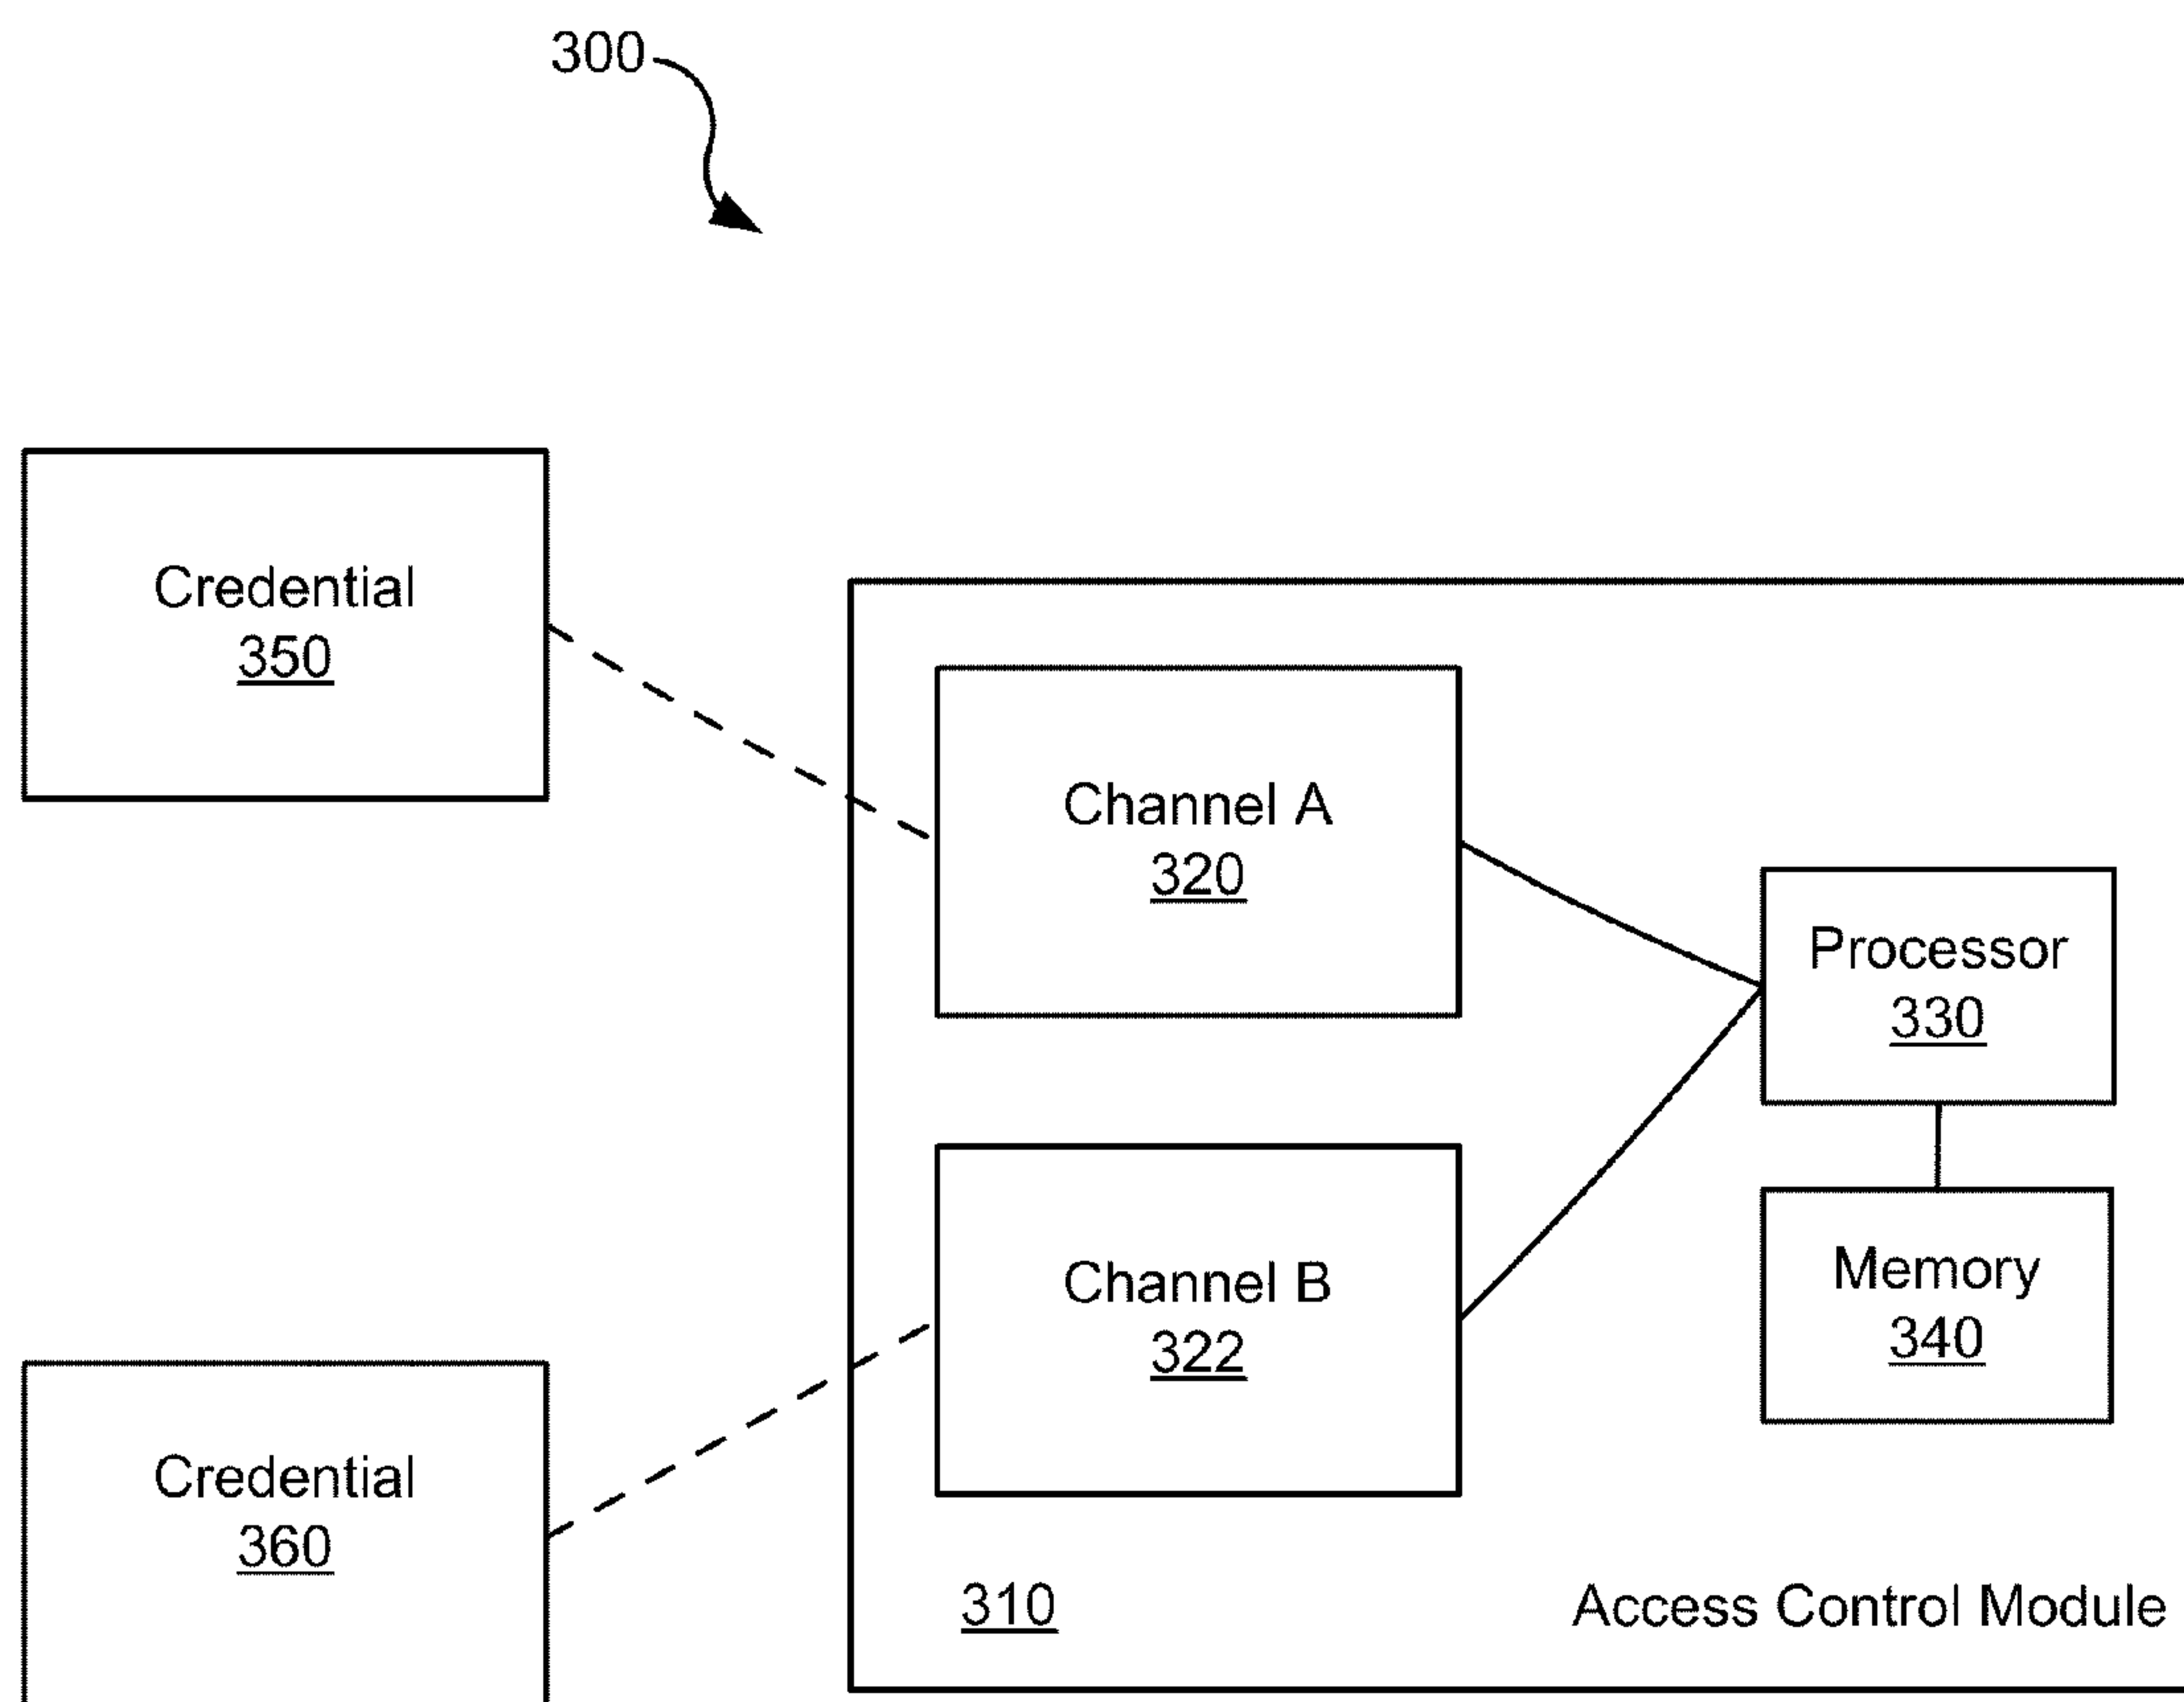 300
Credential
350
Channel A
320
Processor
330
Channel B
322
Memory
340
Credential
360
310
Access Control Module